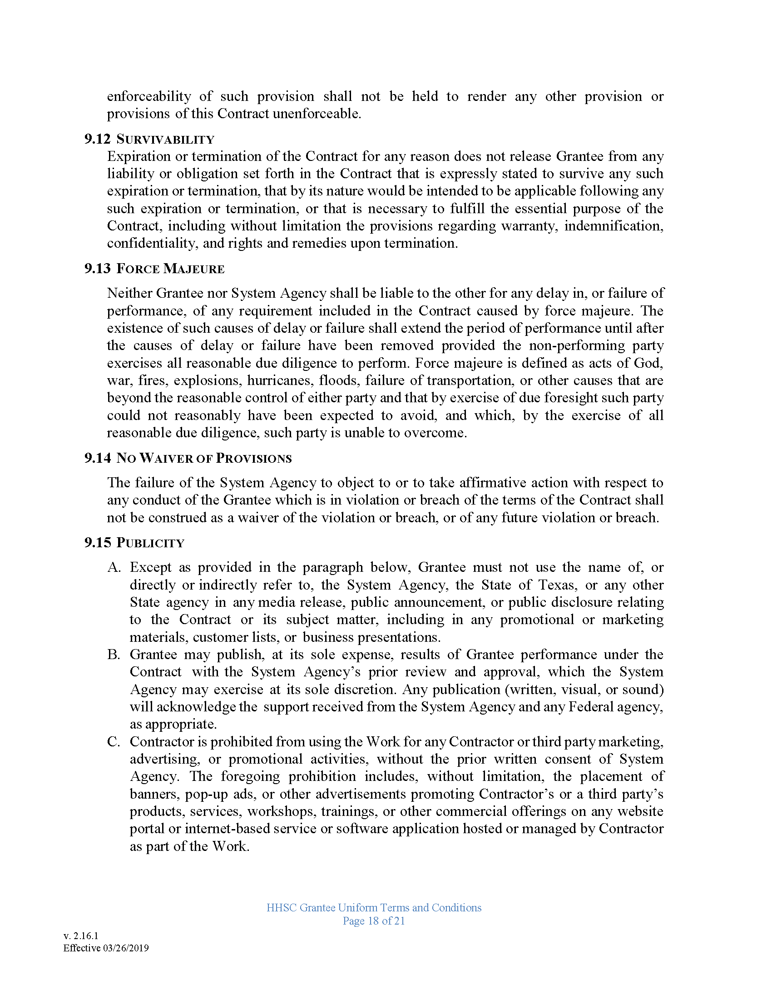 enforceability of such provision shall not be held to render any other provision or
provisions of this Contract unenforceable.
9.12 SURVIVABILITY
Expiration or termination of the Contract for any reason does not release Grantee from any
liability or obligation set forth in the Contract that is expressly stated to survive any such
expiration or termination, that by its nature would be intended to be applicable following any
such expiration or termination, or that is necessary to fulfill the essential purpose of the
Contract, including without limitation the provisions regarding warranty, indemnification,
confidentiality, and rights and remedies upon termination.
9.13 FORCE MAJEURE
Neither Grantee nor System Agency shall be liable to the other for any delay in, or failure of
performance, of any requirement included in the Contract caused by force majeure. The
existence of such causes of delay or failure shall extend the period of performance until after
the causes of delay or failure have been removed provided the non-performing party
exercises all reasonable due diligence to perform. Force majeure is defined as acts of God,
war, fires, explosions, hurricanes, floods, failure of transportation, or other causes that are
beyond the reasonable control of either party and that by exercise of due foresight such party
could not reasonably have been expected to avoid, and which, by the exercise of all
reasonable due diligence, such party is unable to overcome.
9.14 NO WAIVER OF PROVISIONS
The failure of the System Agency to object to or to take affirmative action with respect to
any conduct of the Grantee which is in violation or breach of the terms of the Contract shall
not be construed as a waiver of the violation or breach, or of any future violation or breach.
9.15 PUBLICITY
A. Except as provided in the paragraph below, Grantee must not use the name of, or
directly or indirectly refer to, the System Agency, the State of Texas, or any other
State agency in any media release, public announcement, or public disclosure relating
to the Contract or its subject matter, including in any promotional or marketing
materials, customer lists, or business presentations.
B. Grantee may publish, at its sole expense, results of Grantee performance under the
Contract with the System Agency’s prior review and approval, which the System
Agency may exercise at its sole discretion. Any publication (written, visual, or sound)
will acknowledge the support received from the System Agency and any Federal agency,
as appropriate.
C. Contractor is prohibited from using the Work for any Contractor or third party marketing,
advertising, or promotional activities, without the prior written consent of System
Agency. The foregoing prohibition includes, without limitation, the placement of
banners, pop-up ads, or other advertisements promoting Contractor’s or a third party’s
products, services, workshops, trainings, or other commercial offerings on any website
portal or internet-based service or software application hosted or managed by Contractor
as part of the Work.
HHSC Grantee Uniform Terms and Conditions
Page 18 of 21
v. 2.16.1
Effective 03/26/2019